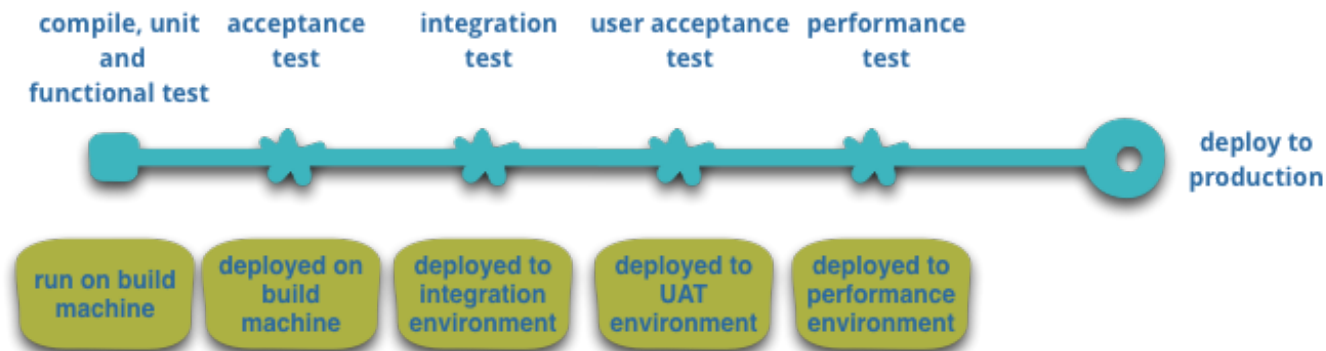 compile, unit
and
functional test
acceptance
test
integration
test
user acceptance
test
performance
test
deploy to
production
run on build
machine
deployed on
build
machine
deployed to
integration
environment
deployed to
UAT
environment
deployed to
performance
environment